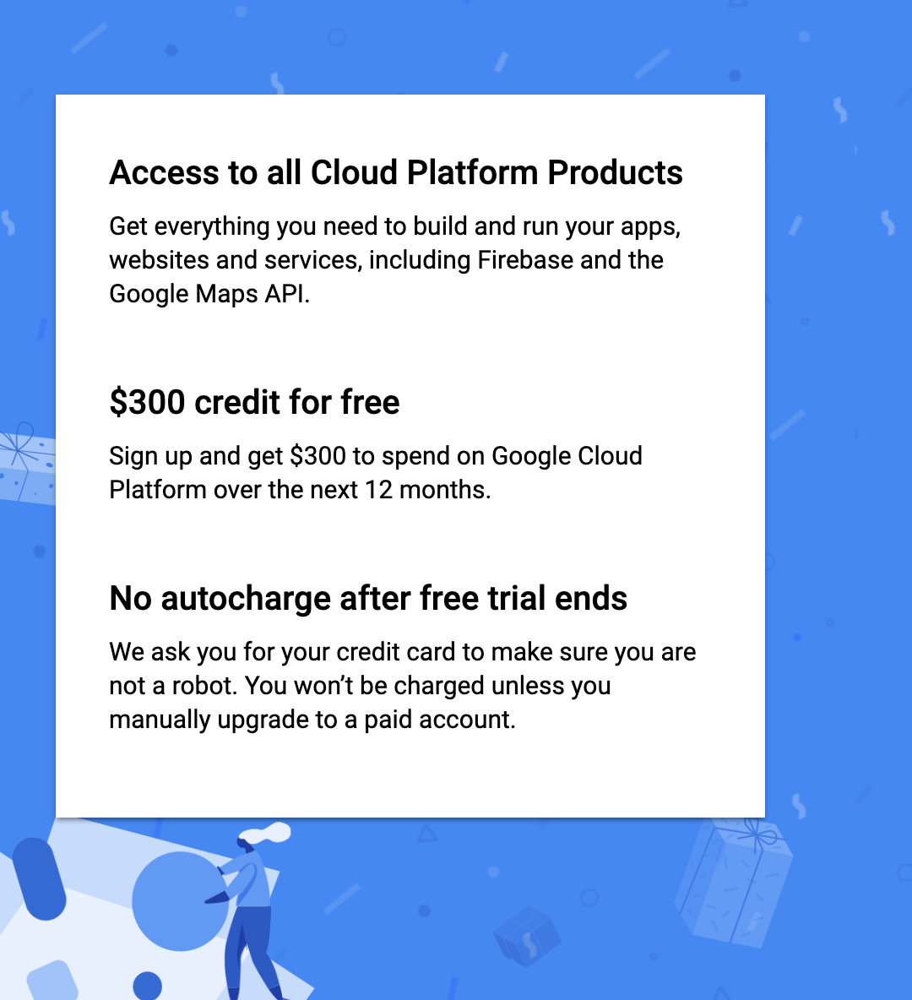 Access to all Cloud Platform Products
Get everything you need to build and run your apps,
websites and services, including Firebase and the
Google Maps API.
$300 credit for free
Sign up and get $300 to spend on Google Cloud
Platform over the next 12 months.
No autocharge after free trial ends
We ask you for your credit card to make sure you are
not a robot. You won’t be charged unless you
manually upgrade to a paid account.